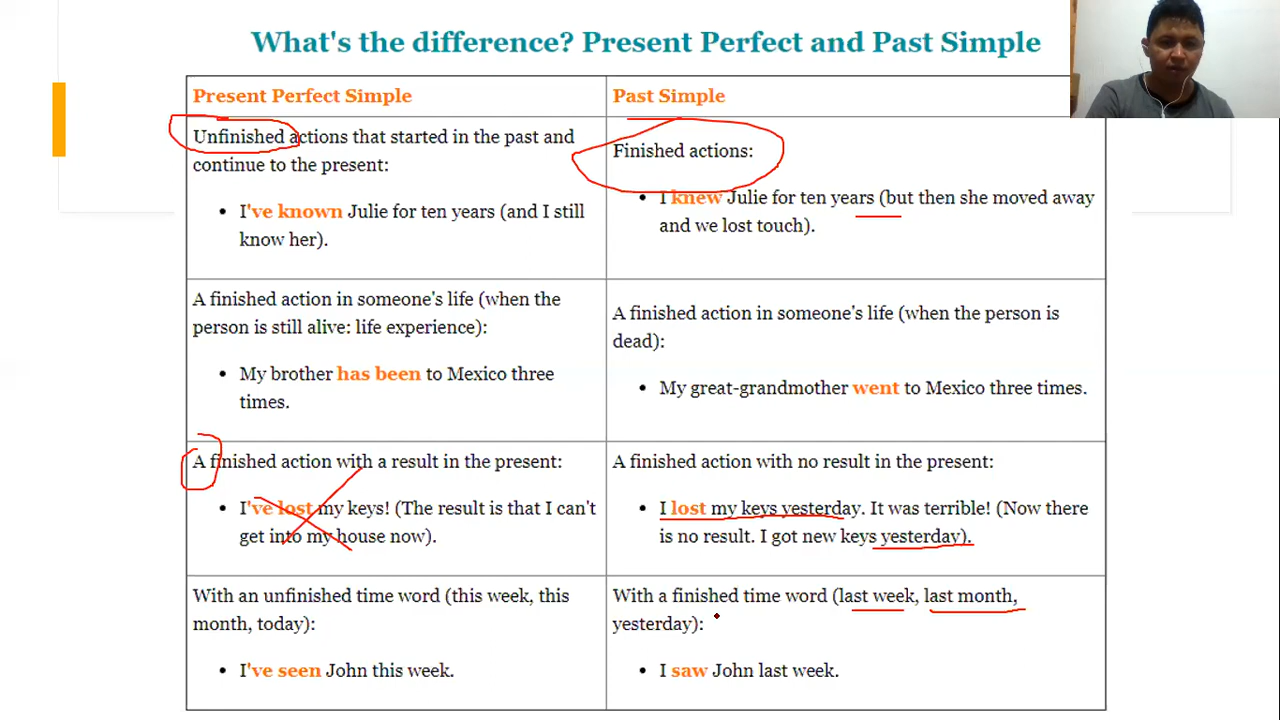 What's the difference? Present Perfect and Past Simple
Present Perfect Simple
Past Simple
Unfinished actions that started in the past and
continue to the present:
• I've known Julie for ten years (and I still
know her).
Finished actions:
• I knew Julie for ten years (but then she moved away
and we lost touch).
A finished action in someone's life (when the
person is still alive: life experience):
• My brother has been to Mexico three
times.
A finished action in someone's life (when the person is
dead):
• My great-grandmother went to Mexico three times.
A finished action with a result in the present:
• I've lost my keys! (The result is that I can't
get into my house now).
A finished action with no result in the present:
• I lost my keys yesterday. It was terrible! (Now there
is no result. I got new keys yesterday).
With an unfinished time word (this week, this
month, today):
• I've seen John this week.
With a finished time word (last week, last month,
yesterday):
• I saw John last week.